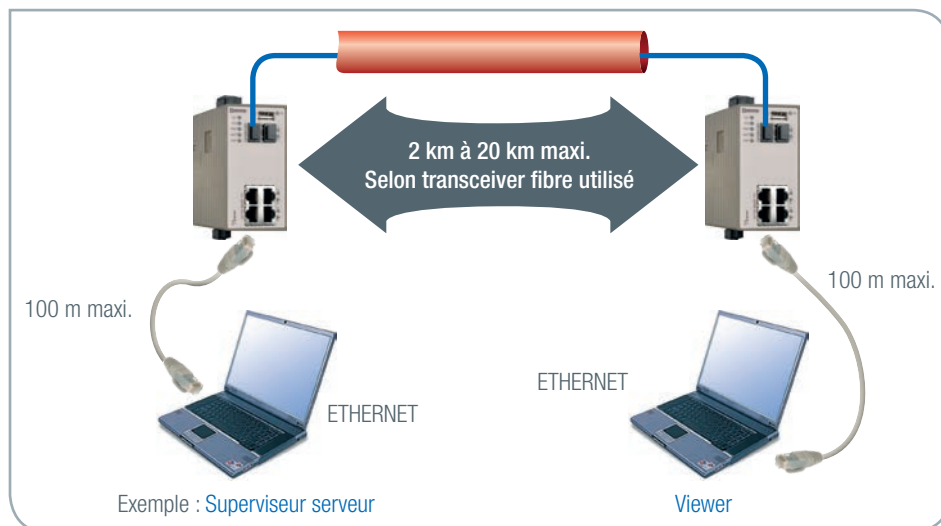 2 km à 20 km maxi.
Selon transceiver fibre utilisé
100 m maxi.
100 m maxi.
ETHERNET
ETHERNET
Exemple : Superviseur serveur
Viewer